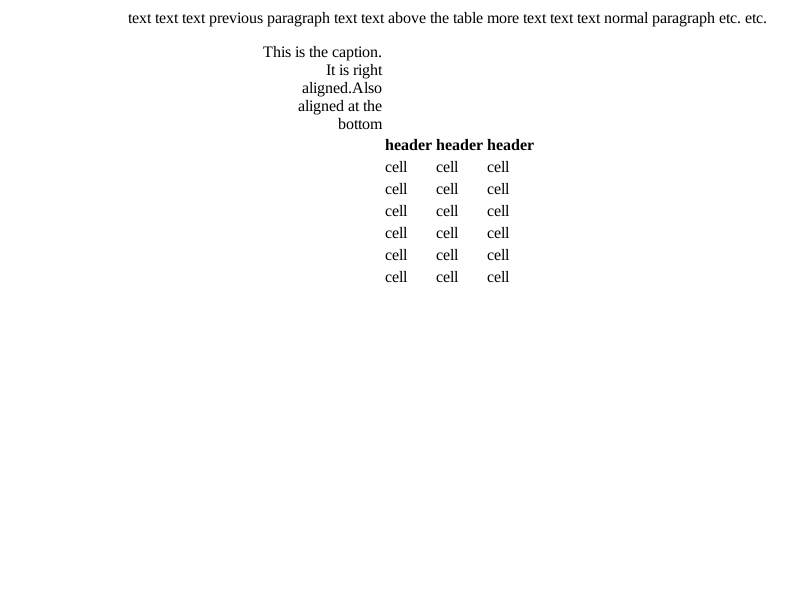 text text text previous paragraph text text above the table more text text text normal paragraph etc. etc.
This is the caption.
It is right
aligned.Also
aligned at the
bottom
header header header
cell cell cell
cell cell cell
cell cell cell
cell cell cell
cell cell cell
cell cell cell